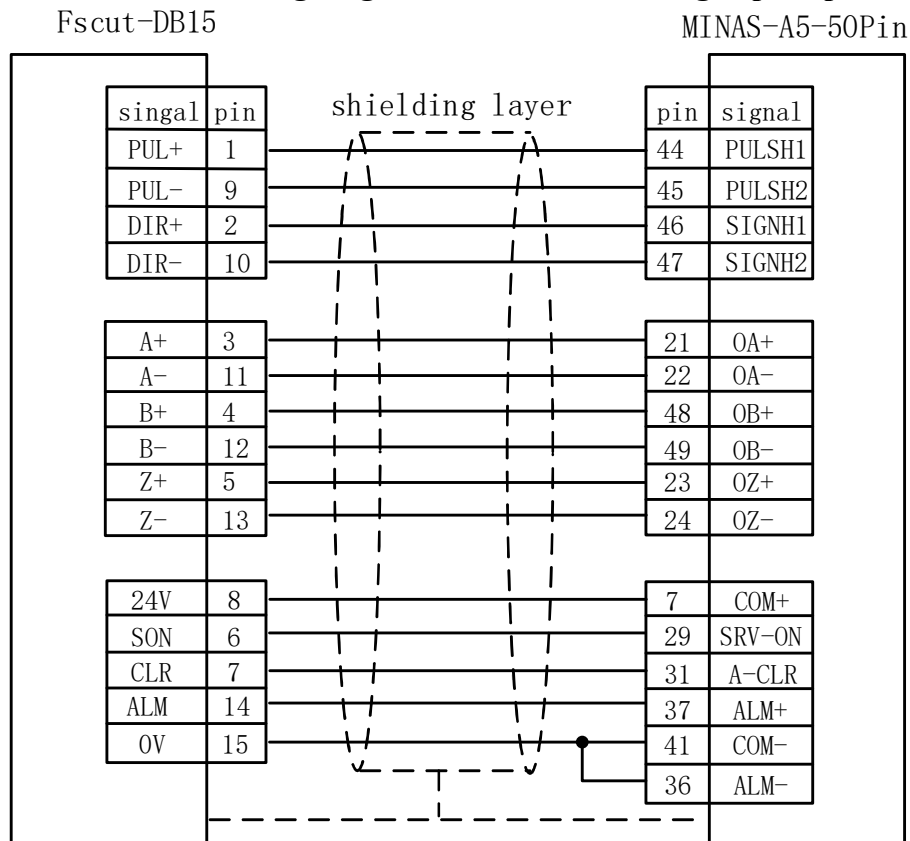 Fscut-DB15 MINAS-A5-50Pin
shielding layer
singal pin pin signal
PUL+ 1 44 PULSH1
PUL- 9 45 PULSH2
DIR+ 2 46 SIGNH1
DIR- 10 47 SIGNH2
A+ 3 21 OA+
A- 11 22 OA-
B+ 4 48 OB+
B- 12 49 OB-
Z+ 5 23 OZ+
Z- 13 24 OZ-
24V 8 7 COM+
SON 6 29 SRV-ON
CLR 7 31 A-CLR
ALM 14 37 ALM+
0V 15 41 COM-
36 ALM-